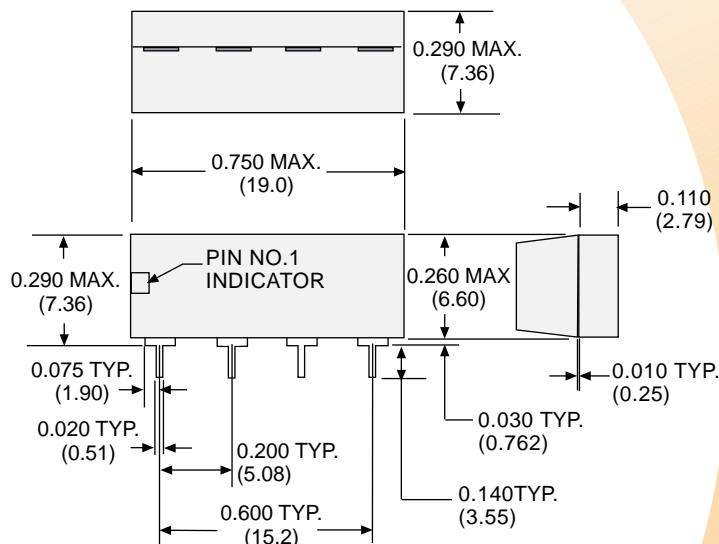 0.290 MAX.
(7.36)
0.750 MAX.
(19.0)
0.110
(2.79)
PIN NO.1
INDICATOR
0.290 MAX.
(7.36)
0.260 MAX
(6.60)
0.075 TYP.
(1.90)
0.010 TYP.
(0.25)
0.020 TYP.
(0.51)
0.030 TYP.
(0.762)
0.200 TYP.
(5.08)
0.140TYP.
(3.55)
0.600 TYP.
(15.2)